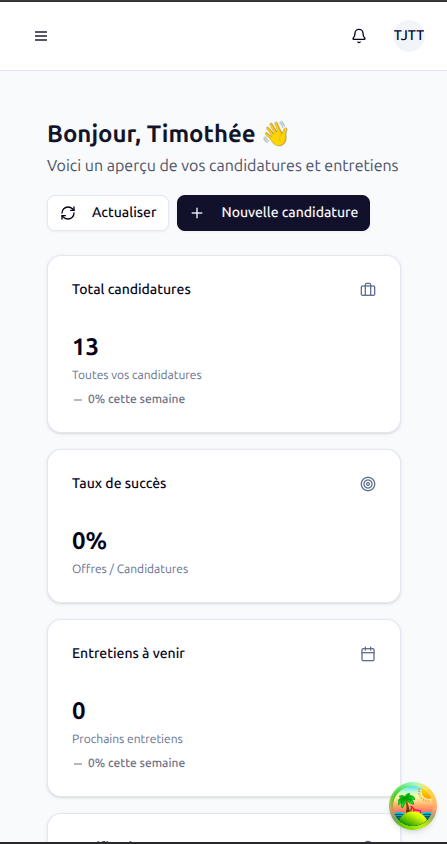 TJTT
Bonjour, Timothée 👋
Voici un aperçu de vos candidatures et entretiens
Actualiser
Nouvelle candidature
Total candidatures
13
Toutes vos candidatures
— 0% cette semaine
Taux de succès
0%
Offres / Candidatures
Entretiens à venir
0
Prochains entretiens
— 0% cette semaine